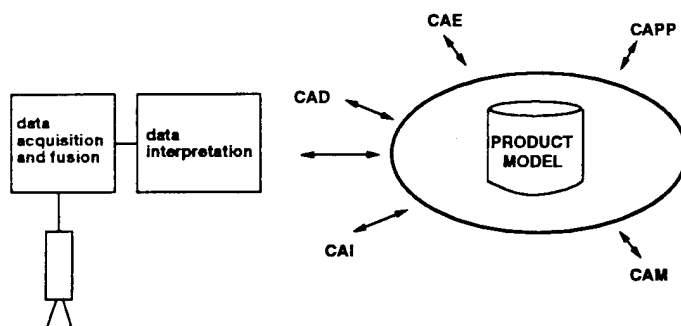 CAE
CAPP
CAD
data
acquisition
and fusion
data
interpretation
PRODUCT
MODEL
CAI
CAM